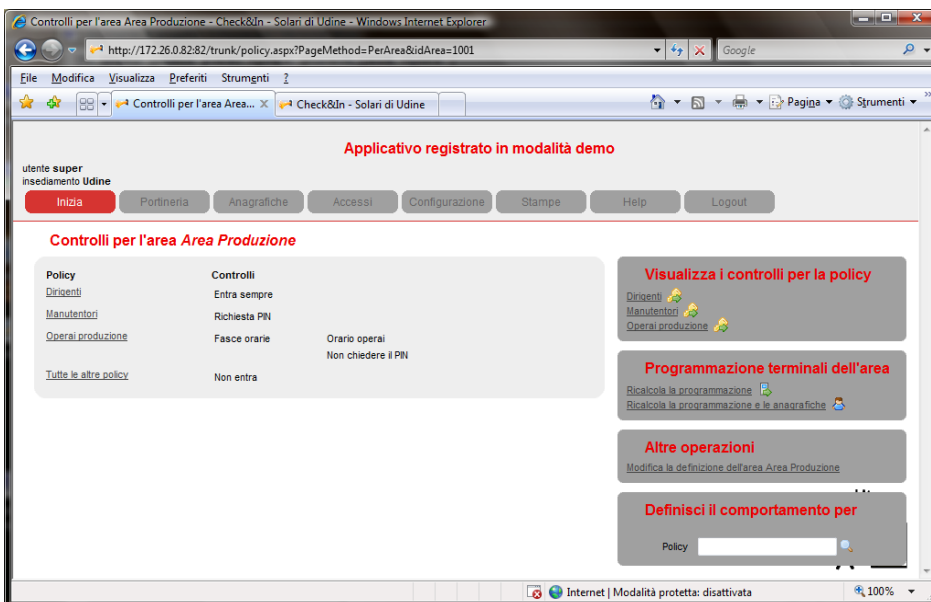 Controlli per l'area Area Produzione - Check&In - Solari di Udine - Windows Internet Explorer
http://172.26.0.82:82/trunk/policy.aspx?PageMethod=PerArea&idArea=1001
Google
File Modifica Visualizza Preferiti Strumenti ?
Controlli per l'area Area... X
Check&In - Solari di Udine
Pagina
Strumenti
Applicativo registrato in modalità demo
utente super
insediamento Udine
Inizia
Portineria
Anagrafiche
Accessi
Configurazione
Stampe
Help
Logout
Controlli per l'area Area Produzione
Policy Controlli
Dirigenti Entra sempre
Manutentori Richiesta PIN
Operai produzione Fasce orarie Orario operai
Non chiedere il PIN
Tutte le altre policy Non entra
Visualizza i controlli per la policy
Dirigenti
Manutentori
Operai produzione
Programmazione terminali dell'area
Ricalcola la programmazione
Ricalcola la programmazione e le anagrafiche
Altre operazioni
Modifica la definizione dell'area Area Produzione
Definisci il comportamento per
Policy
Internet | Modalità protetta: disattivata
100%